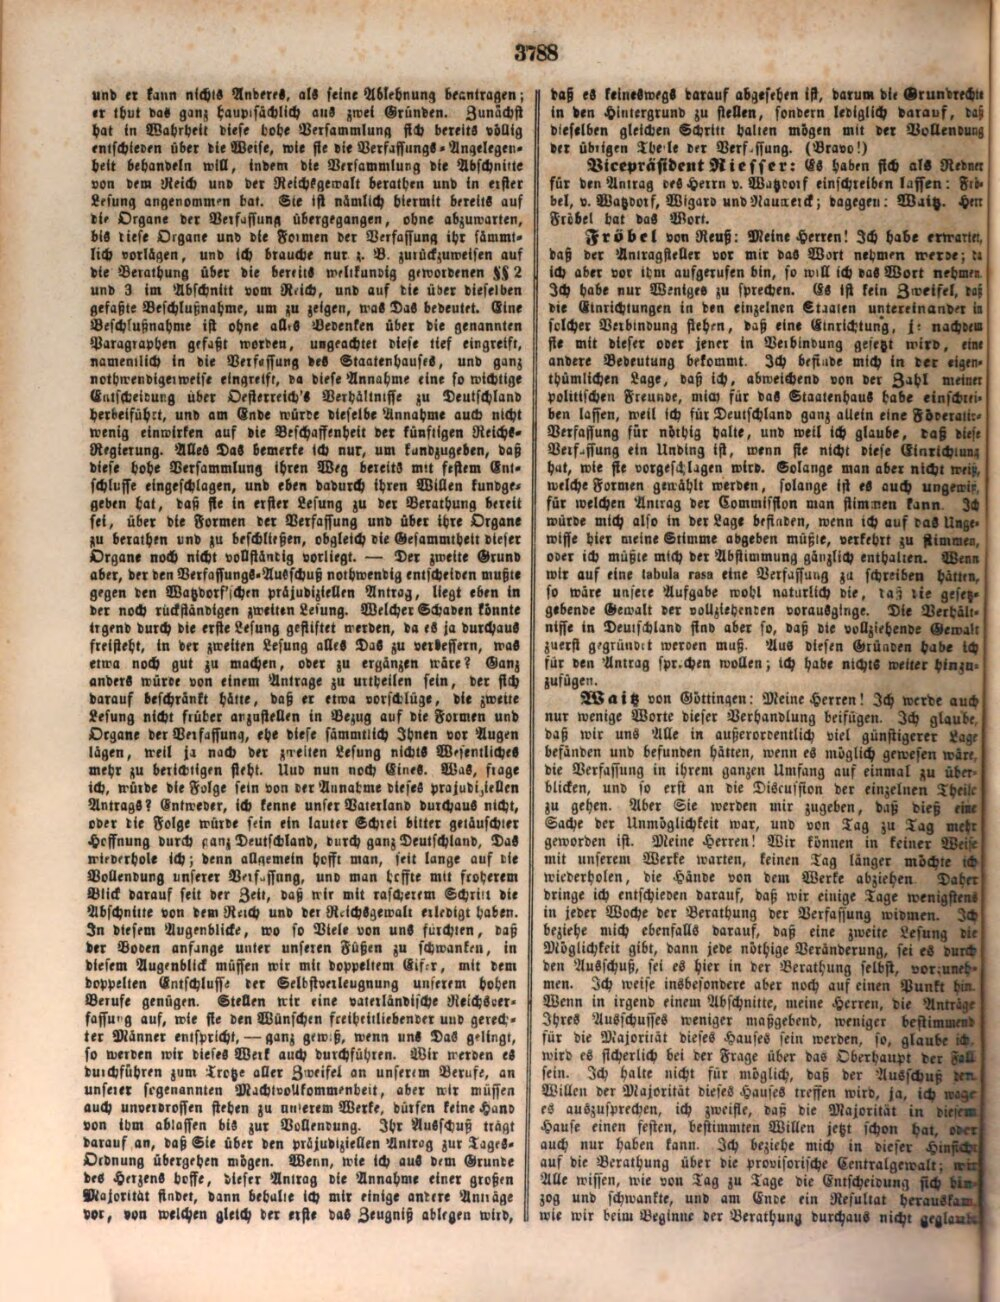 3788
und er kann nichts Anderes, als seine Ablehnung beantragen;
er thut das ganz hauptsächlich aus zwei Gründen. Zunächst
hat in Wahrheit diese hohe Versammlung sich bereits völlig
entschieden über die Weise, wie sie die Verfassungs-Angelegen-
heit behandeln will, indem die Versammlung die Abschnitte
von dem Reich und der Reichsgewalt berathen und in erster
Lesung angenommen hat. Sie ist nämlich hiermit bereits auf
die Organe der Verfassung übergegangen, ohne abzuwarten,
bis diese Organe und die Formen der Verfassung ihr sämmt-
lich vorlägen, und ich brauche nur z. B. zurückzuweisen auf
die Berathung über die bereits weltkundig gewordenen §§ 2
und 3 im Abschnitt vom Reich, und auf die über dieselben
gefaßte Beschlußnahme, um zu zeigen, was Das bedeutet. Eine
Beschlußnahme ist ohne alles Bedenken über die genannten
Paragraphen gefaßt worden, ungeachtet diese tief eingreift,
namentlich in die Verfassung des Staatenhauses, und ganz
nothwendigerweise eingreift, da diese Annahme eine so wichtige
Entscheidung über Oesterreich's Verhältnisse zu Deutschland
herbeiführt, und am Ende würde dieselbe Annahme auch nicht
wenig einwirken auf die Beschaffenheit der künftigen Reichs-
Regierung. Alles Das bemerke ich nur, um kundzugeben, daß
diese hohe Versammlung ihren Weg bereits mit festem Ent-
schlusse eingeschlagen, und eben dadurch ihren Willen kundge-
geben hat, daß sie in erster Lesung zu der Berathung bereit
sei, über die Formen der Verfassung und über ihre Organe
zu berathen und zu beschließen, obgleich die Gesammtheit dieser
Organe noch nicht vollständig vorliegt. — Der zweite Grund
aber, der den Verfassungs-Ausschuß nothwendig entscheiden mußte
gegen den Watzdorf'schen präjudiziellen Antrag, liegt eben in
der noch rückständigen zweiten Lesung. Welcher Schaden könnte
irgend durch die erste Lesung gestiftet werden, da es ja durchaus
freisteht, in der zweiten Lesung alles Das zu verbessern, was
etwa noch gut zu machen, oder zu ergänzen wäre? Ganz
anders würde von einem Antrage zu urtheilen sein, der sich
darauf beschränkt hätte, daß er etwa vorschlüge, die zweite
Lesung nicht früher anzustellen in Bezug auf die Formen und
Organe der Verfassung, ehe diese sämmtlich Ihnen vor Augen
lägen, weil ja nach der zweiten Lesung nichts Wesentliches
mehr zu berichtigen steht. Und nun noch Eines. Was, frage
ich, würde die Folge sein von der Annahme dieses präjudiziellen
Antrags? Entweder, ich kenne unser Vaterland durchaus nicht,
oder die Folge würde sein ein lauter Schrei bitter getäuschter
Hoffnung durch ganz Deutschland, durch ganz Deutschland, Das
wiederhole ich; denn allgemein hofft man, seit lange auf die
Vollendung unserer Verfassung, und man hoffte mit froherem
Blick darauf seit der Zeit, daß wir mit rascherem Schritt die
Abschnitte von dem Reich und der Reichsgewalt erledigt haben.
In diesem Augenblicke, wo so Viele von uns fürchten, daß
der Boden anfange unter unseren Füßen zu schwanken, in
diesem Augenblick müssen wir mit doppeltem Eifer, mit dem
doppelten Entschlusse der Selbstverleugnung unserem hohen
Berufe genügen. Stellen wir eine vaterländische Reichsver-
fassung auf, wie sie den Wünschen freiheitliebender und gerech-
ter Männer entspricht, — ganz gewiß, wenn uns Das gelingt,
so werden wir dieses Werk auch durchführen. Wir werden es
durchführen zum Trotze aller Zweifel an unserem Berufe, an
unserer sogenannten Machtvollkommenheit, aber wir müssen
auch unverdrossen stehen zu unserem Werke, dürfen keine Hand
von ihm ablassen bis zur Vollendung. Ihr Ausschuß trägt
darauf an, daß Sie über den präjudiziellen Antrag zur Tages-
Ordnung übergehen mögen. Wenn, wie ich aus dem Grunde
des Herzens hoffe, dieser Antrag die Annahme einer großen
Majorität findet, dann behalte ich mir einige andere Anträge
vor, von welchen gleich der erste das Zeugniß ablegen wird,
daß es keineswegs darauf abgesehen ist, darum die Grundrechte
in den Hintergrund zu stellen, sondern lediglich darauf, daß
dieselben gleichen Schritt halten mögen mit der Vollendung
der übrigen Theile der Verfassung. (Bravo!)
Vicepräsident Riesser: Es haben sich als Redner
für den Antrag des Herrn v. Watzdorf einschreiben lassen: Frö-
bel, v. Watzdorf, Wigard und Nauwerck; dagegen: Waitz. Herr
Fröbel hat das Wort.
Fröbel von Reuß: Meine Herren! Ich habe erwartet,
daß der Antragsteller vor mir das Wort nehmen werde; da
ich aber vor ihm aufgerufen bin, so will ich das Wort nehmen.
Ich habe nur Weniges zu sprechen. Es ist kein Zweifel, daß
die Einrichtungen in den einzelnen Staaten untereinander in
solcher Verbindung stehen, daß eine Einrichtung, je nachdem
sie mit dieser oder jener in Verbindung gesetzt wird, eine
andere Bedeutung bekommt. Ich befinde mich in der eigen-
thümlichen Lage, daß ich, abweichend von der Zahl meiner
politischen Freunde, mich für das Staatenhaus habe einschrei-
ben lassen, weil ich für Deutschland ganz allein eine Föderativ-
Verfassung für nöthig halte, und weil ich glaube, daß diese
Verfassung ein Unding ist, wenn sie nicht diese Einrichtung
hat, wie sie vorgeschlagen wird. Solange man aber nicht weiß,
welche Formen gewählt werden, solange ist es auch ungewiß,
für welchen Antrag der Commission man stimmen kann. Ich
würde mich also in der Lage befinden, wenn ich auf das Unge-
wisse hier meine Stimme abgeben müßte, verkehrt zu stimmen,
oder ich müßte mich der Abstimmung gänzlich enthalten. Wenn
wir auf eine tabula rasa eine Verfassung zu schreiben hätten,
so wäre unsere Aufgabe wohl natürlich die, daß die gesetz-
gebende Gewalt der vollziehenden vorausginge. Die Verhält-
nisse in Deutschland sind aber so, daß die vollziehende Gewalt
zuerst gegründet werden muß. Aus diesen Gründen habe ich
für den Antrag sprechen wollen; ich habe nichts weiter hinzu-
zufügen.
Waitz von Göttingen: Meine Herren! Ich werde auch
nur wenige Worte dieser Verhandlung beifügen. Ich glaube,
daß wir uns Alle in außerordentlich viel günstigerer Lage
befänden und befunden hätten, wenn es möglich gewesen wäre,
die Verfassung in ihrem ganzen Umfang auf einmal zu über-
blicken, und so erst an die Discussion der einzelnen Theile
zu gehen. Aber Sie werden mir zugeben, daß dieß eine
Sache der Unmöglichkeit war, und von Tag zu Tag mehr
geworden ist. Meine Herren! Wir können in keiner Weise
mit unserem Werke warten, keinen Tag länger möchte ich
wiederholen, die Hände von dem Werke abziehen. Daher
bringe ich entschieden darauf, daß wir einige Tage wenigstens
in jeder Woche der Berathung der Verfassung widmen. Ich
beziehe mich ebenfalls darauf, daß eine zweite Lesung die
Möglichkeit gibt, dann jede nöthige Veränderung, sei es durch
den Ausschuß, sei es hier in der Berathung selbst, vorzuneh-
men. Ich weise insbesondere aber noch auf einen Punkt hin.
Wenn in irgend einem Abschnitte, meine Herren, die Anträge
Ihres Ausschusses weniger maßgebend, weniger bestimmend
für die Majorität dieses Hauses sein werden, so, glaube ich,
wird es sicherlich bei der Frage über das Oberhaupt der Fall
sein. Ich halte nicht für möglich, daß der Ausschuß den
Willen der Majorität dieses Hauses treffen wird, ja, ich wage
es auszusprechen, ich zweifle, daß die Majorität in diesem
Hause einen festen, bestimmten Willen jetzt schon hat, oder
auch nur haben kann. Ich beziehe mich in dieser Hinsicht
auf die Berathung über die provisorische Centralgewalt; wir
Alle wissen, wie von Tag zu Tage die Entscheidung sich hin-
zog und schwankte, und am Ende ein Resultat herauskam,
wie wir beim Beginne der Berathung durchaus nicht geglaubt